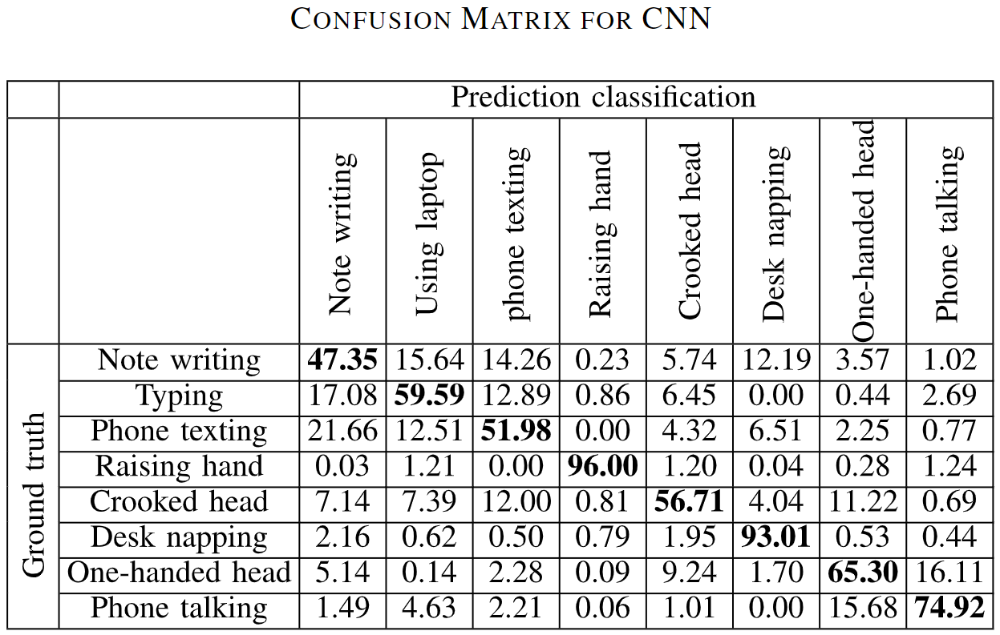 CONFUSION MATRIX FOR CNN
Prediction classification
Note writing
Using laptop
phone texting
Raising hand
Crooked head
Desk napping
One-handed head
Phone talking
Ground truth
Note writing 47.35 15.64 14.26 0.23 5.74 12.19 3.57 1.02
Typing 17.08 59.59 12.89 0.86 6.45 0.00 0.44 2.69
Phone texting 21.66 12.51 51.98 0.00 4.32 6.51 2.25 0.77
Raising hand 0.03 1.21 0.00 96.00 1.20 0.04 0.28 1.24
Crooked head 7.14 7.39 12.00 0.81 56.71 4.04 11.22 0.69
Desk napping 2.16 0.62 0.50 0.79 1.95 93.01 0.53 0.44
One-handed head 5.14 0.14 2.28 0.09 9.24 1.70 65.30 16.11
Phone talking 1.49 4.63 2.21 0.06 1.01 0.00 15.68 74.92